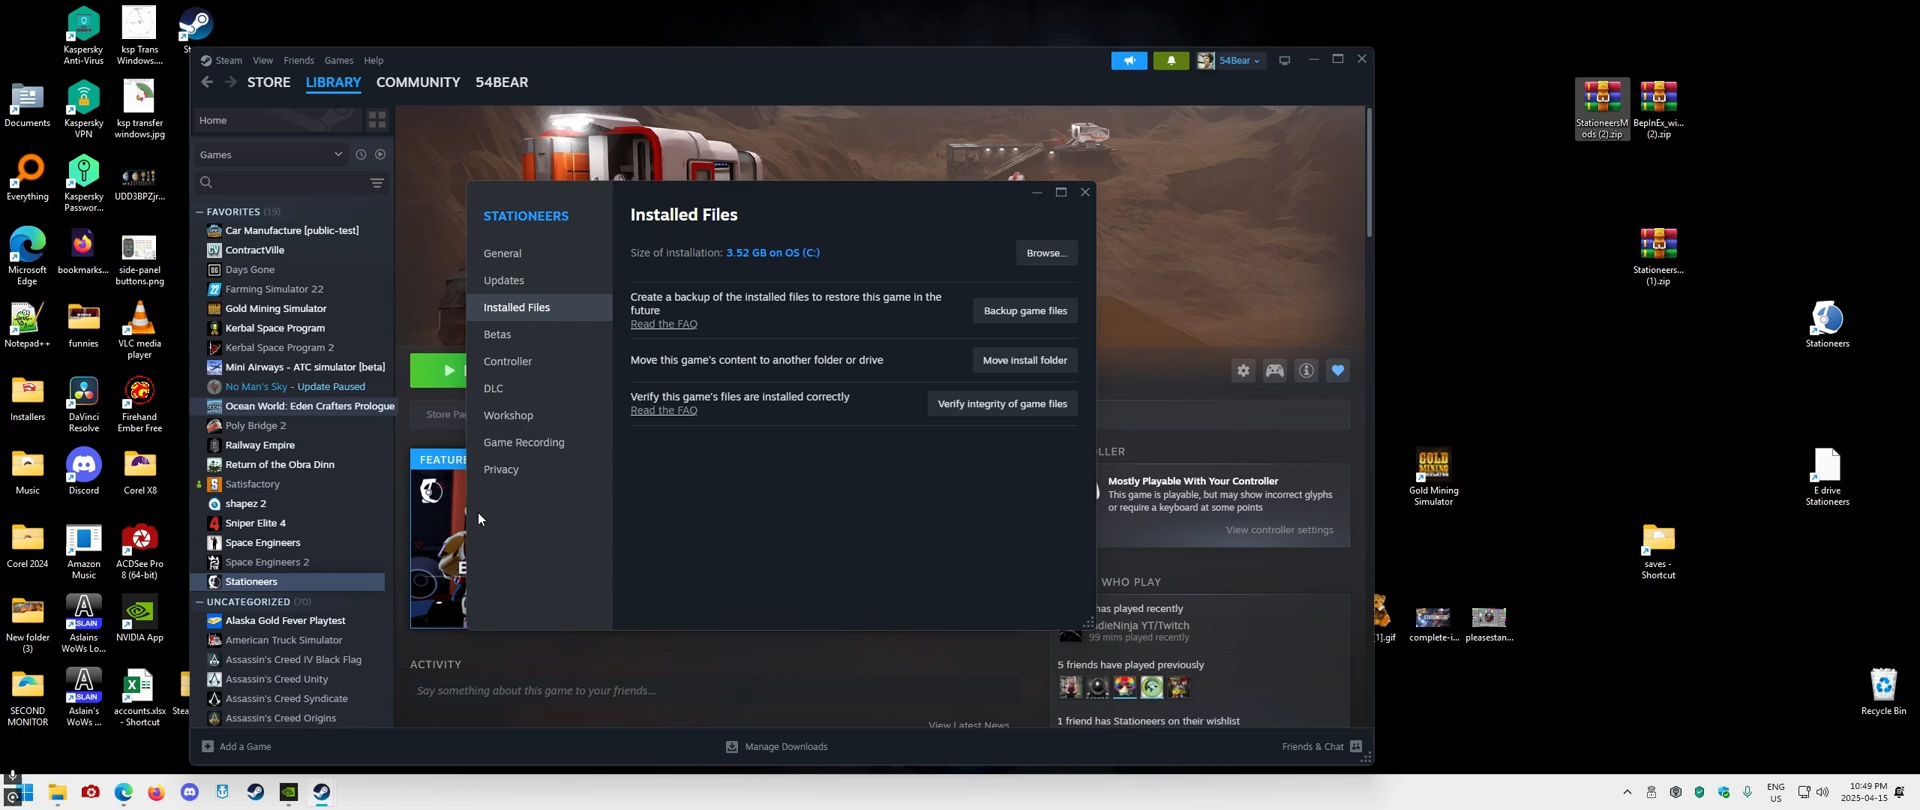 Kaspersky
Anti-Virus
ksp Trans
Windows....
Documents
Kaspersky
VPN
ksp transfer
windows.jpg
Everything
Kaspersky
Passwor...
UDD3BPZjr...
Microsoft
Edge
bookmarks...
side-panel
buttons.png
Notepad++
funnies
VLC media
player
Installers
DaVinci
Resolve
Firehand
Ember Free
Music
Discord
Corel X8
Corel 2024
Amazon
Music
ACDSee Pro
8 (64-bit)
New folder
(3)
Aslains
WoWs Lo...
NVIDIA App
SECOND
MONITOR
Aslain's
WoWs ...
accounts.xlsx
- Shortcut
Steam
View
Friends
Games
Help
54Bear
STORE
LIBRARY
COMMUNITY
54BEAR
Home
Games
FAVORITES (19)
Car Manufacture [public-test]
ContractVille
Days Gone
Farming Simulator 22
Gold Mining Simulator
Kerbal Space Program
Kerbal Space Program 2
Mini Airways - ATC simulator [beta]
No Man's Sky - Update Paused
Ocean World: Eden Crafters Prologue
Poly Bridge 2
Railway Empire
Return of the Obra Dinn
Satisfactory
shapez 2
Sniper Elite 4
Space Engineers
Space Engineers 2
Stationeers
UNCATEGORIZED (70)
Alaska Gold Fever Playtest
American Truck Simulator
Assassin's Creed IV Black Flag
Assassin's Creed Unity
Assassin's Creed Syndicate
Assassin's Creed Origins
Add a Game
STATIONEERS
General
Updates
Installed Files
Betas
Controller
DLC
Workshop
Game Recording
Privacy
Installed Files
Size of installation: 3.52 GB on OS (C:)
Browse...
Create a backup of the installed files to restore this game in the
future
Read the FAQ
Backup game files
Move this game's content to another folder or drive
Move install folder
Verify this game's files are installed correctly
Read the FAQ
Verify integrity of game files
Store Pag
FEATURE
LLER
Mostly Playable With Your Controller
This game is playable, but may show incorrect glyphs
or require a keyboard at some points
View controller settings
WHO PLAY
has played recently
dieNinja YT/Twitch
99 mins played recently
5 friends have played previously
1 friend has Stationeers on their wishlist
ACTIVITY
Say something about this game to your friends...
View Latest News
Manage Downloads
Friends & Chat
StationeersM
ods (2).zip
BepInEx_wi...
(2).zip
Stationeers...
(1).zip
Stationeers
GOLD
MINING
Gold Mining
Simulator
E drive
Stationeers
saves -
Shortcut
[1].gif
complete-i...
pleasestan...
Recycle Bin
ENG
US
10:49 PM
2025-04-15